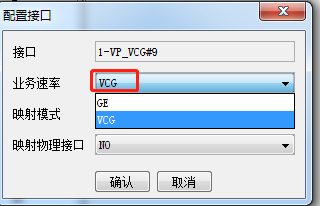 配置接口
接口 1-VP_VCG#9
业务速率 VCG
GE
映射模式 VCG
映射物理接口 NO
确认 取消